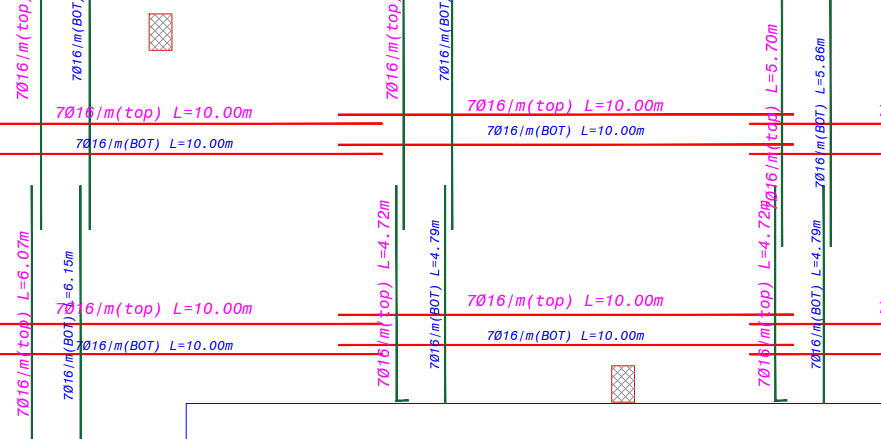 7Ø16/m(top)
7Ø16/m(BOT)
7Ø16/m(top)
7Ø16/m(BOT)
7Ø16/m(top) L=5.70m
7Ø16/m(BOT) L=5.86m
7Ø16/m(top) L=10.00m
7Ø16/m(BOT) L=10.00m
7Ø16/m(top) L=10.00m
7Ø16/m(BOT) L=10.00m
7Ø16/m(top) L=6.07m
7Ø16/m(BOT) L=6.15m
7Ø16/m(top) L=4.72m
7Ø16/m(BOT) L=4.79m
7Ø16/m(top) L=4.72m
7Ø16/m(BOT) L=4.79m
7Ø16/m(top) L=10.00m
7Ø16/m(BOT) L=10.00m
7Ø16/m(top) L=10.00m
7Ø16/m(BOT) L=10.00m